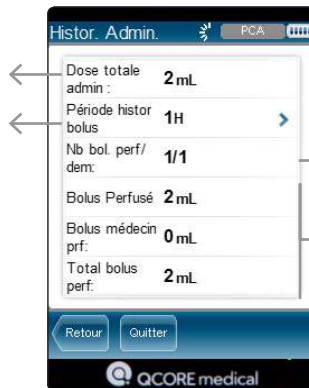 Histor. Admin. PCA
Dose totale
admin : 2 mL
Période histor
bolus 1H
Nb bol. perf/
dem: 1/1
Bolus Perfusé 2 mL
Bolus médecin
prf: 0 mL
Total bolus
perf: 2 mL
Retour Quitter
QCORE medical